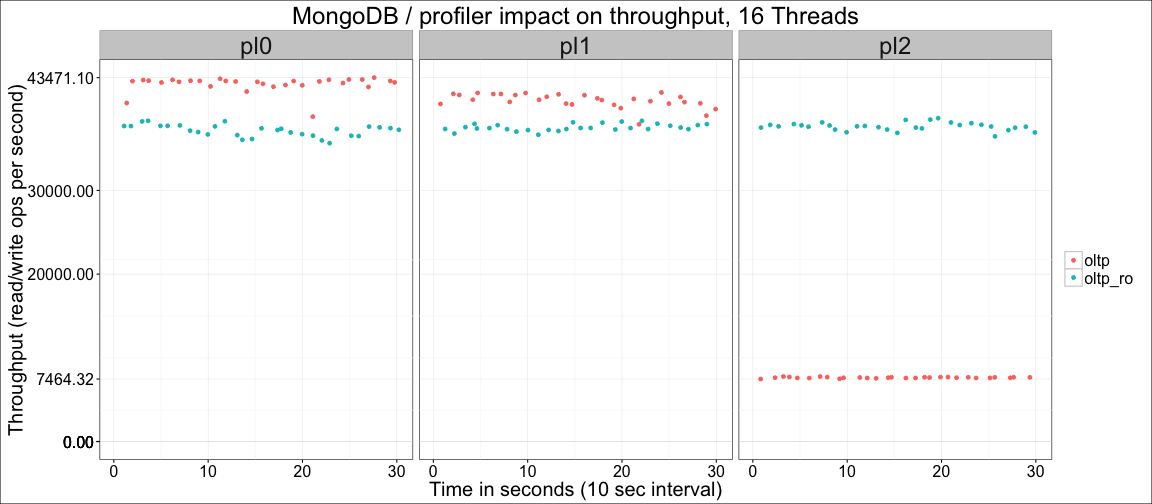 MongoDB / profiler impact on throughput, 16 Threads
pl0 pl1 pl2
Throughput (read/write ops per second)
43471.10
30000.00
20000.00
7464.32
0.00
0 10 20 30 0 10 20 30 0 10 20 30
Time in seconds (10 sec interval)
oltp
oltp_ro